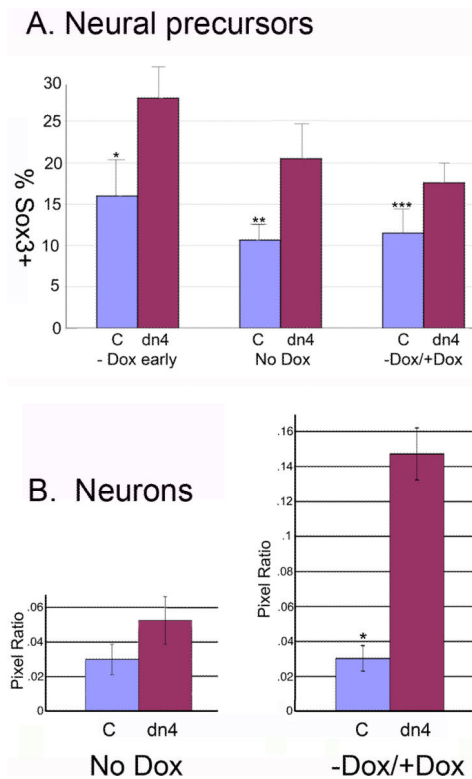 A. Neural precursors
% Sox3+
30
25
20
15
10
5
0
*
**
***
C dn4 C dn4 C dn4
- Dox early No Dox -Dox/+Dox
B. Neurons
Pixel Ratio
.06
.04
.02
0
C dn4
No Dox
Pixel Ratio
.16
.14
.12
.1
.08
.06
.04
.02
0
*
C dn4
-Dox/+Dox